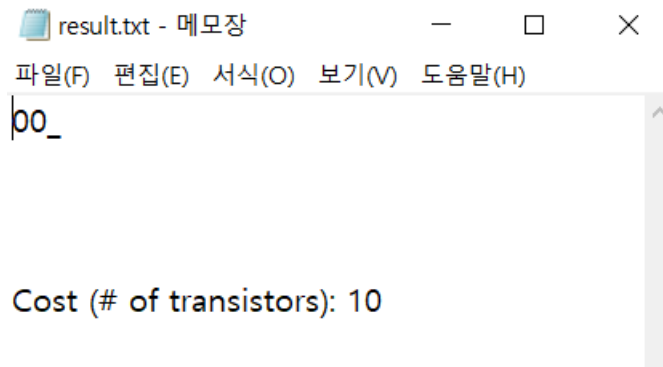 result.txt - 메모장
파일(F) 편집(E) 서식(O) 보기(V) 도움말(H)
00_
Cost (# of transistors): 10